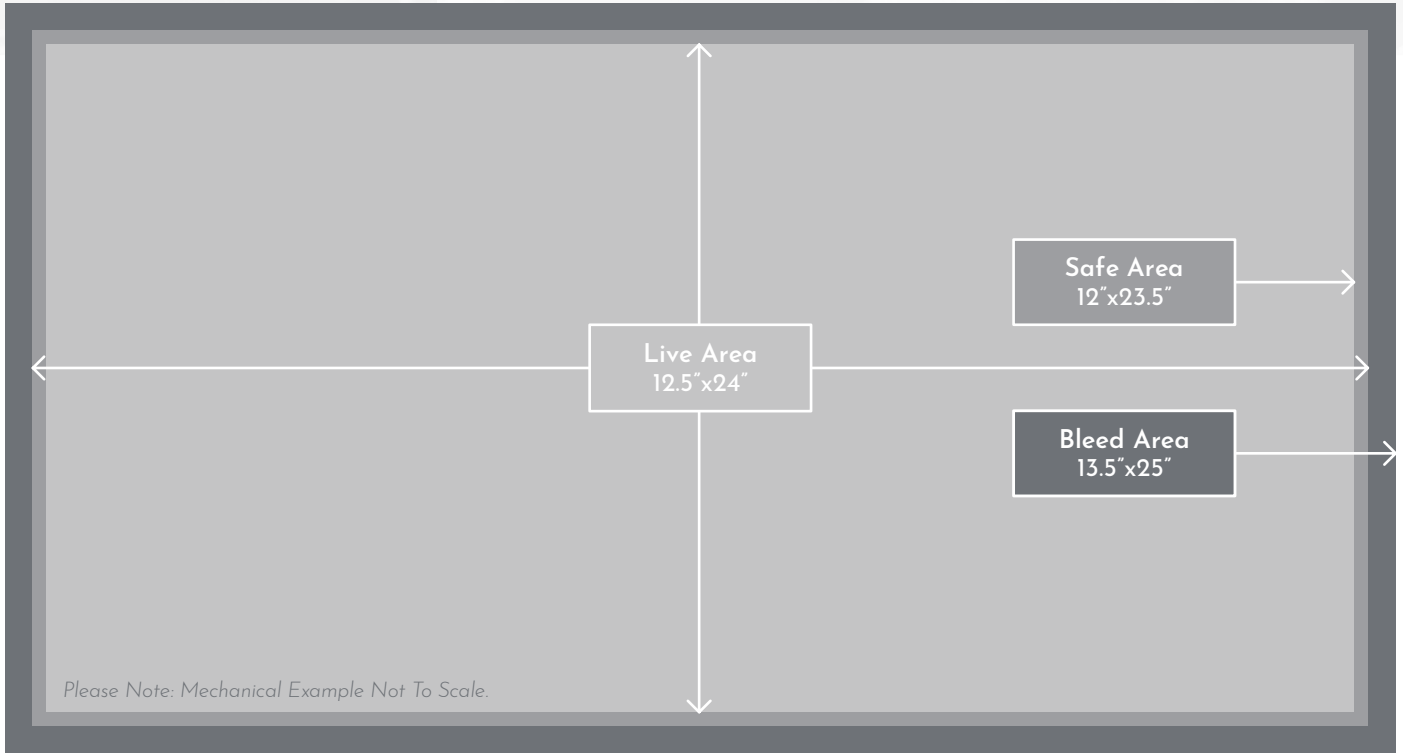 Safe Area
12”x23.5”
Live Area
12.5”x24”
Bleed Area
13.5”x25”
Please Note: Mechanical Example Not To Scale.